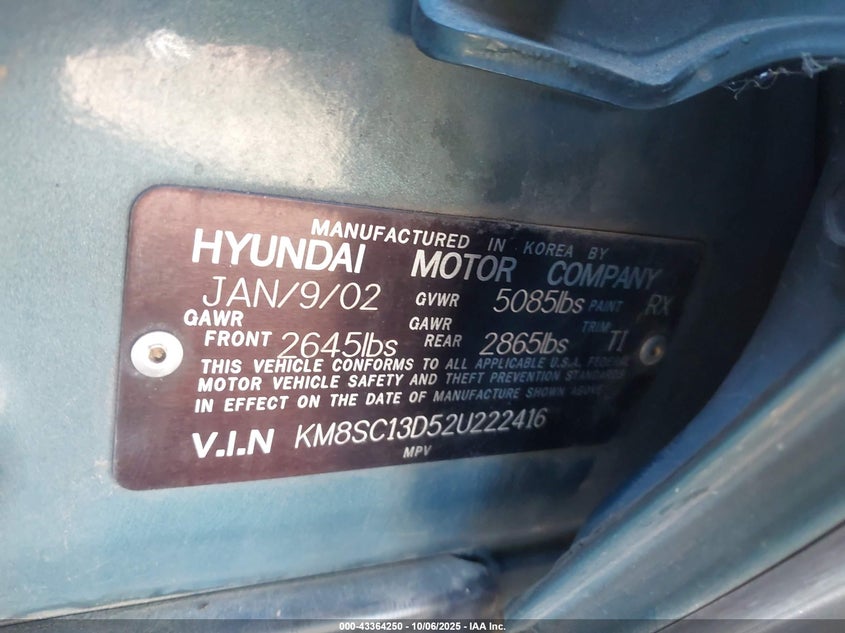 MANUFACTURED IN KOREA BY
HYUNDAI MOTOR COMPANY
JAN/9/02 GVWR 5085lbs PAINT RX
GAWR FRONT 2645lbs GAWR REAR 2865lbs TRIM TI
THIS VEHICLE CONFORMS TO ALL APPLICABLE U.S.A. FEDERAL
MOTOR VEHICLE SAFETY AND THEFT PREVENTION STANDARDS
IN EFFECT ON THE DATE OF MANUFACTURE SHOWN ABOVE
V.I.N KM8SC13D52U222416
MPV
000-43364250 | 10/06/2025 | IAA Inc.